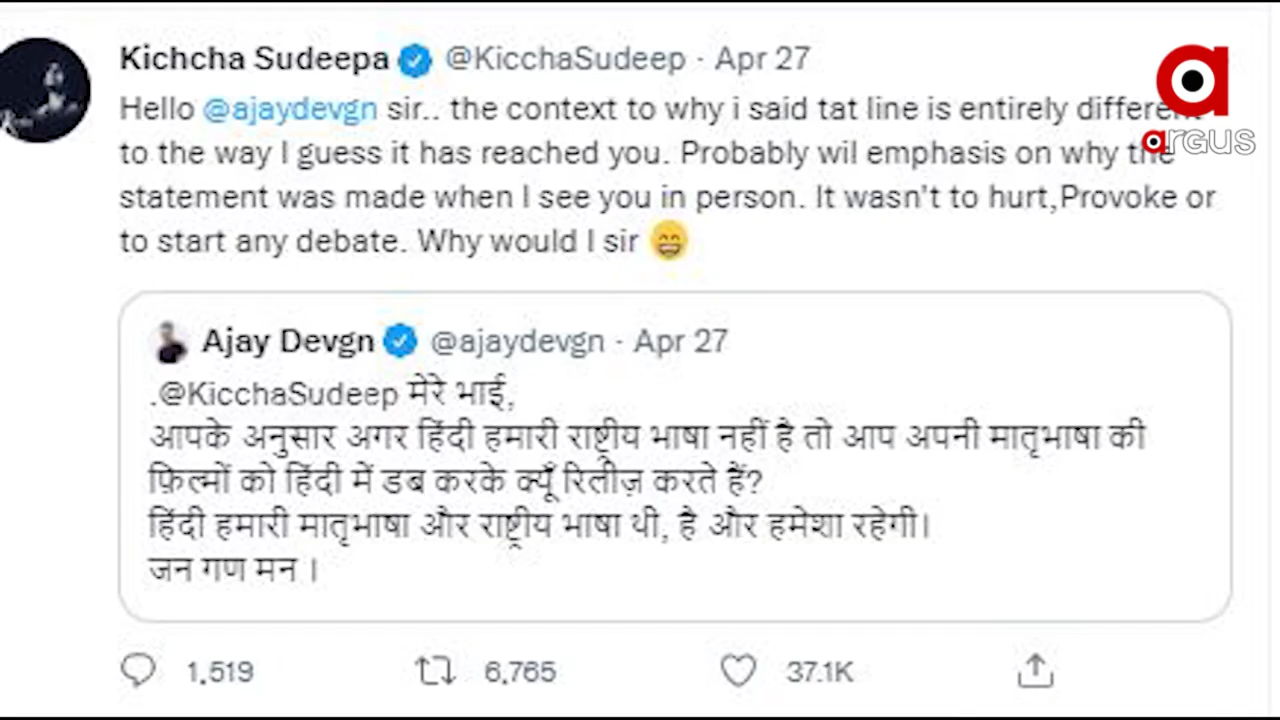 Kichcha Sudeepa @KicchaSudeep · Apr 27
Hello @ajaydevgn sir.. the context to why i said tat line is entirely different
to the way I guess it has reached you. Probably wil emphasis on why the
statement was made when I see you in person. It wasn't to hurt,Provoke or
to start any debate. Why would I sir 😁
argus
Ajay Devgn @ajaydevgn · Apr 27
.@KicchaSudeep मेरे भाई,
आपके अनुसार अगर हिंदी हमारी राष्ट्रीय भाषा नहीं है तो आप अपनी मातृभाषा की
फ़िल्मों को हिंदी में डब करके क्यूँ रिलीज़ करते हैं?
हिंदी हमारी मातृभाषा और राष्ट्रीय भाषा थी, है और हमेशा रहेगी।
जन गण मन ।
1,519 6,765 37.1K